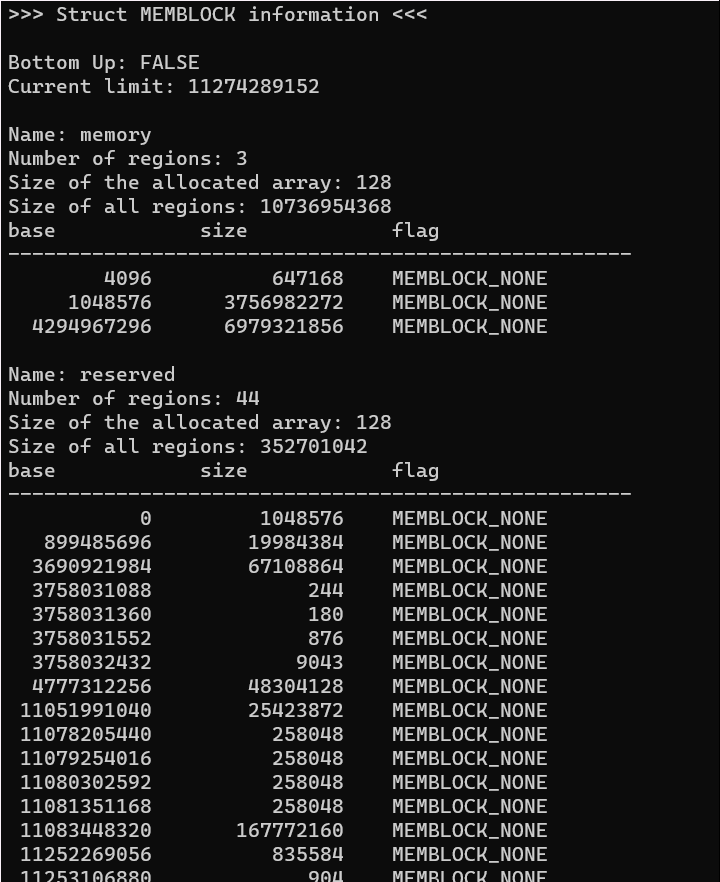 >>> Struct MEMBLOCK information <<<
Bottom Up: FALSE
Current limit: 11274289152
Name: memory
Number of regions: 3
Size of the allocated array: 128
Size of all regions: 10736954368
base            size            flag
----------------------------------------------------
4096          647168    MEMBLOCK_NONE
1048576      3756982272    MEMBLOCK_NONE
4294967296      6979321856    MEMBLOCK_NONE
Name: reserved
Number of regions: 44
Size of the allocated array: 128
Size of all regions: 352701042
base            size            flag
----------------------------------------------------
0         1048576    MEMBLOCK_NONE
899485696        19984384    MEMBLOCK_NONE
3690921984        67108864    MEMBLOCK_NONE
3758031088             244    MEMBLOCK_NONE
3758031360             180    MEMBLOCK_NONE
3758031552             876    MEMBLOCK_NONE
3758032432            9043    MEMBLOCK_NONE
4777312256        48304128    MEMBLOCK_NONE
11051991040        25423872    MEMBLOCK_NONE
11078205440          258048    MEMBLOCK_NONE
11079254016          258048    MEMBLOCK_NONE
11080302592          258048    MEMBLOCK_NONE
11081351168          258048    MEMBLOCK_NONE
11083448320       167772160    MEMBLOCK_NONE
11252269056          835584    MEMBLOCK_NONE
11253106880             904    MEMBLOCK_NONE